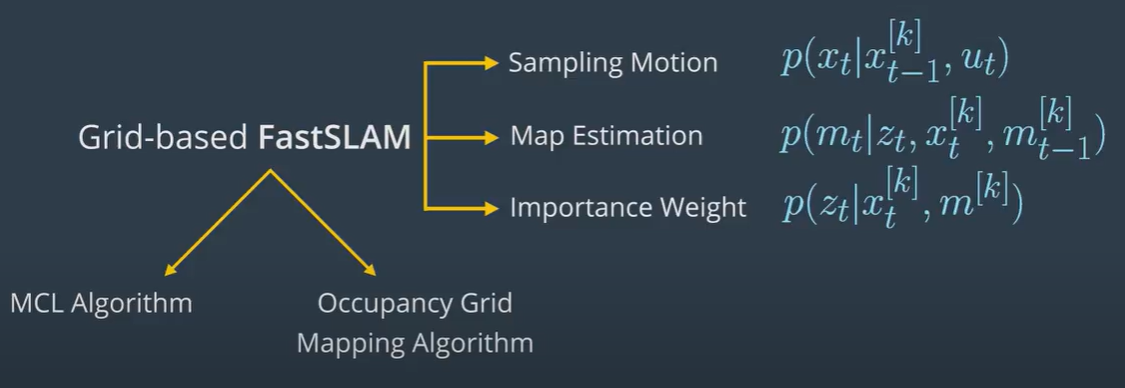 Sampling Motion p(x_t|x_{t-1}^{[k]}, u_t)
Grid-based FastSLAM Map Estimation p(m_t|z_t, x_t^{[k]}, m_{t-1}^{[k]})
Importance Weight p(z_t|x_t^{[k]}, m^{[k]})
MCL Algorithm Occupancy Grid
Mapping Algorithm